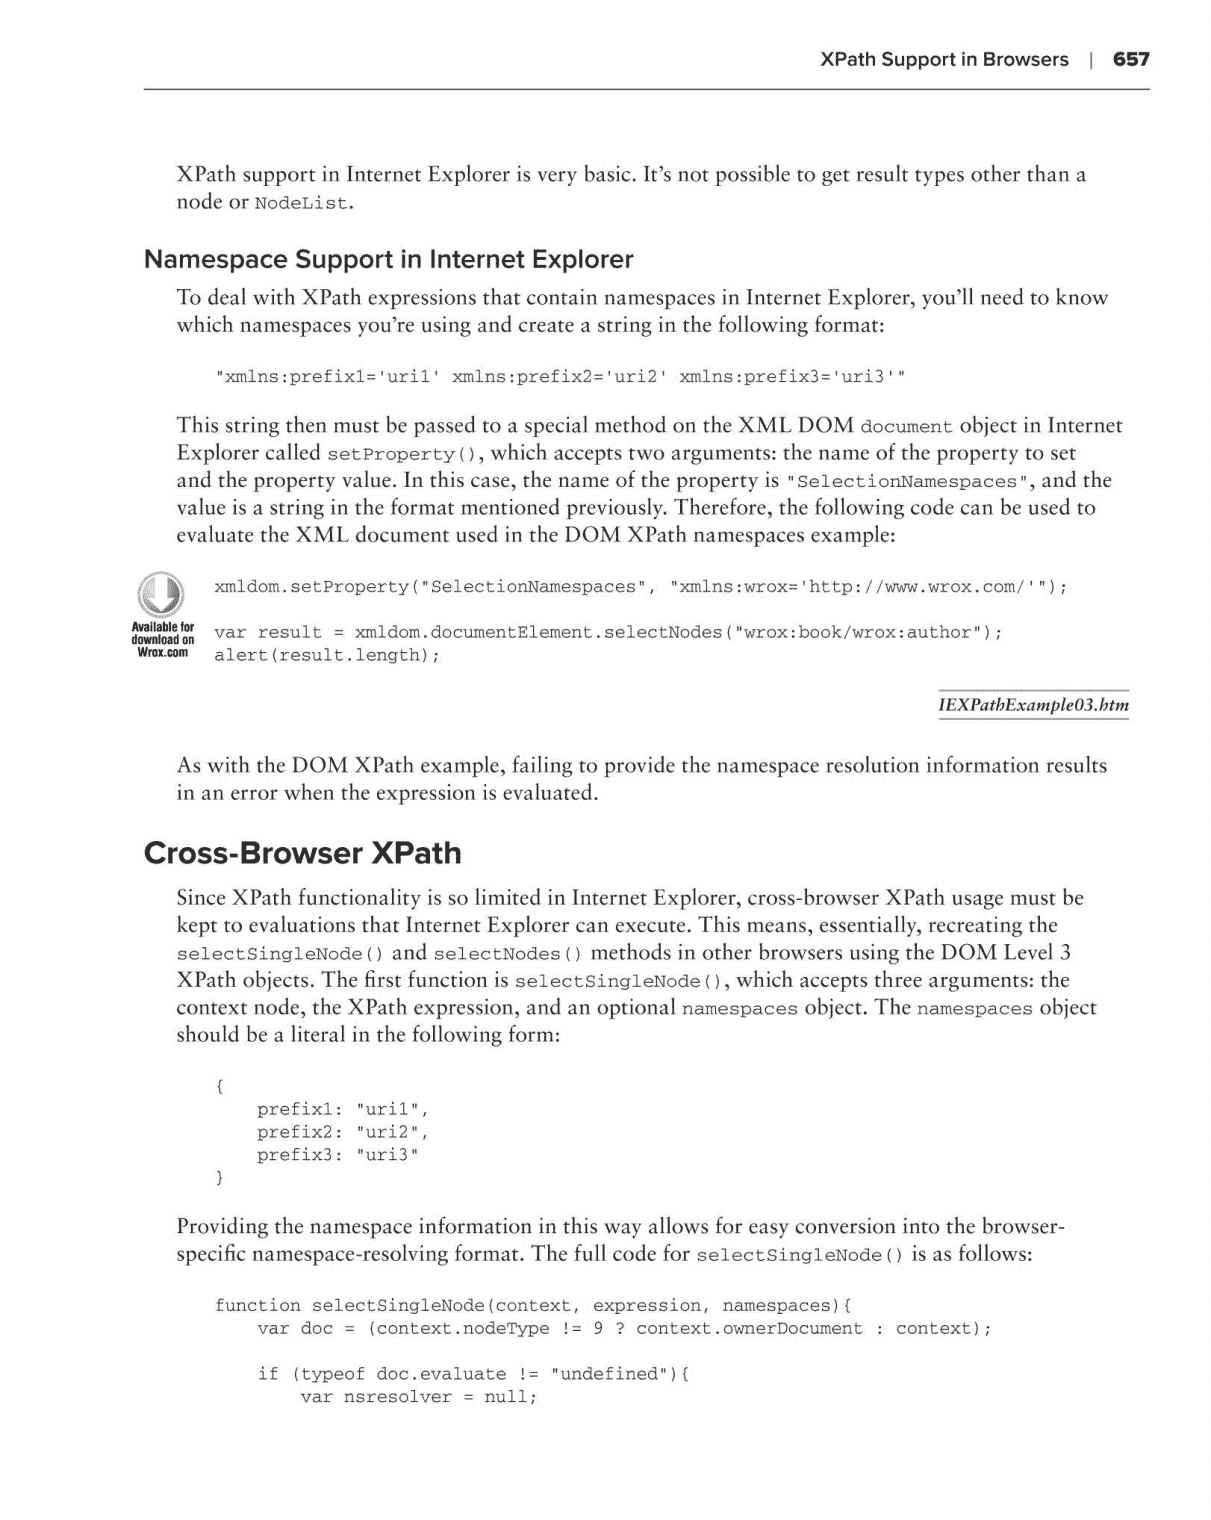 XPath Support in Browsers | 657
XPath support in Internet Explorer is very basic. It’s not possible to get result types other than a
node or NodeList.
Namespace Support in Internet Explorer
To deal with XPath expressions that contain namespaces in Internet Explorer, you’ll need to know
which namespaces you’re using and create a string in the following format:
"xmlns:prefix1='uri1' xmlns:prefix2='uri2' xmlns:prefix3='uri3'"
This string then must be passed to a special method on the XML DOM document object in Internet
Explorer called setProperty(), which accepts two arguments: the name of the property to set
and the property value. In this case, the name of the property is "SelectionNamespaces", and the
value is a string in the format mentioned previously. Therefore, the following code can be used to
evaluate the XML document used in the DOM XPath namespaces example:
xmldom.setProperty("SelectionNamespaces", "xmlns:wrox='http://www.wrox.com/'");
Available for
download on
Wrox.com
var result = xmldom.documentElement.selectNodes("wrox:book/wrox:author");
alert(result.length);
IEXPathExample03.htm
As with the DOM XPath example, failing to provide the namespace resolution information results
in an error when the expression is evaluated.
Cross-Browser XPath
Since XPath functionality is so limited in Internet Explorer, cross-browser XPath usage must be
kept to evaluations that Internet Explorer can execute. This means, essentially, recreating the
selectSingleNode() and selectNodes() methods in other browsers using the DOM Level 3
XPath objects. The first function is selectSingleNode(), which accepts three arguments: the
context node, the XPath expression, and an optional namespaces object. The namespaces object
should be a literal in the following form:
{
    prefix1: "uri1",
    prefix2: "uri2",
    prefix3: "uri3"
}
Providing the namespace information in this way allows for easy conversion into the browser-
specific namespace-resolving format. The full code for selectSingleNode() is as follows:
function selectSingleNode(context, expression, namespaces){
    var doc = (context.nodeType != 9 ? context.ownerDocument : context);
    if (typeof doc.evaluate != "undefined"){
        var nsresolver = null;